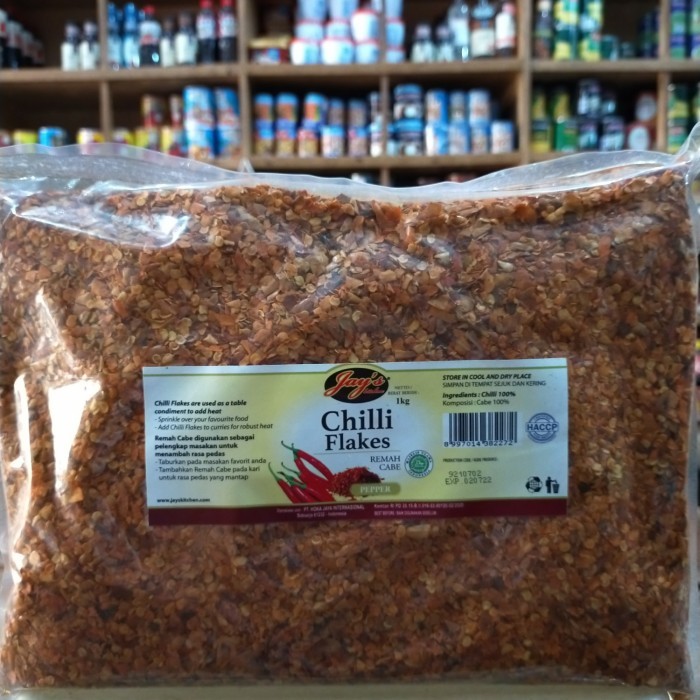 Chilli Flakes are used as a table
condiment to add heat
- Sprinkle over your favourite food
- Add Chilli Flakes to curries for robust heat
Remah Cabe digunakan sebagai
pelengkap masakan untuk
menambah rasa pedas
- Taburkan pada masakan favorit anda
- Tambahkan Remah Cabe pada kari
untuk rasa pedas yang mantap
www.jayskitchen.com
Jay's
kitchen
1kg
Chilli
Flakes
REMAH
CABE
PEPPER
STORE IN COOL AND DRY PLACE
SIMPAN DI TEMPAT SEJUK DAN KERING
Ingredients : Chilli 100%
Komposisi : Cabe 100%
8 997014 382272
HACCP
9210702
EXP 020722